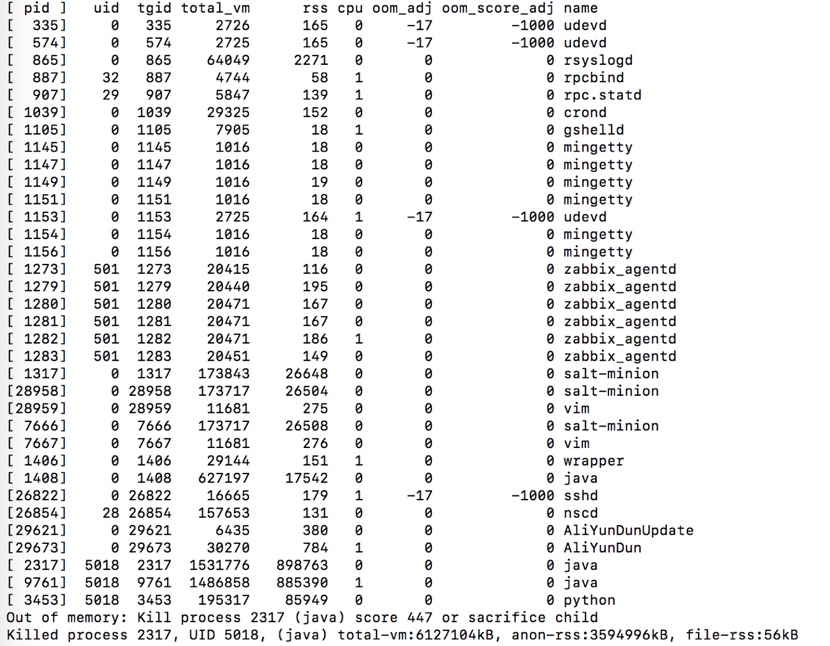 [ pid ]   uid  tgid total_vm      rss cpu oom_adj oom_score_adj name
[  335]     0   335     2726      165   0     -17         -1000 udevd
[  574]     0   574     2725      165   0     -17         -1000 udevd
[  865]     0   865    64049     2271   0       0             0 rsyslogd
[  887]    32   887     4744       58   1       0             0 rpcbind
[  907]    29   907     5847      139   1       0             0 rpc.statd
[ 1039]     0  1039    29325      152   0       0             0 crond
[ 1105]     0  1105     7905       18   1       0             0 gshelld
[ 1145]     0  1145     1016       18   0       0             0 mingetty
[ 1147]     0  1147     1016       18   0       0             0 mingetty
[ 1149]     0  1149     1016       19   0       0             0 mingetty
[ 1151]     0  1151     1016       18   0       0             0 mingetty
[ 1153]     0  1153     2725      164   1     -17         -1000 udevd
[ 1154]     0  1154     1016       18   0       0             0 mingetty
[ 1156]     0  1156     1016       18   0       0             0 mingetty
[ 1273]   501  1273    20415      116   0       0             0 zabbix_agentd
[ 1279]   501  1279    20440      195   0       0             0 zabbix_agentd
[ 1280]   501  1280    20471      167   0       0             0 zabbix_agentd
[ 1281]   501  1281    20471      167   0       0             0 zabbix_agentd
[ 1282]   501  1282    20471      186   1       0             0 zabbix_agentd
[ 1283]   501  1283    20451      149   0       0             0 zabbix_agentd
[ 1317]     0  1317   173843    26648   0       0             0 salt-minion
[28958]     0 28958   173717    26504   0       0             0 salt-minion
[28959]     0 28959    11681      275   0       0             0 vim
[ 7666]     0  7666   173717    26508   0       0             0 salt-minion
[ 7667]     0  7667    11681      276   0       0             0 vim
[ 1406]     0  1406    29144      151   1       0             0 wrapper
[ 1408]     0  1408   627197    17542   0       0             0 java
[26822]     0 26822    16665      179   1     -17         -1000 sshd
[26854]    28 26854   157653      131   0       0             0 nscd
[29621]     0 29621     6435      380   0       0             0 AliYunDunUpdate
[29673]     0 29673    30270      784   1       0             0 AliYunDun
[ 2317]  5018  2317  1531776   898763   0       0             0 java
[ 9761]  5018  9761  1486858   885390   1       0             0 java
[ 3453]  5018  3453   195317    85949   0       0             0 python
Out of memory: Kill process 2317 (java) score 447 or sacrifice child
Killed process 2317, UID 5018, (java) total-vm:6127104kB, anon-rss:3594996kB, file-rss:56kB